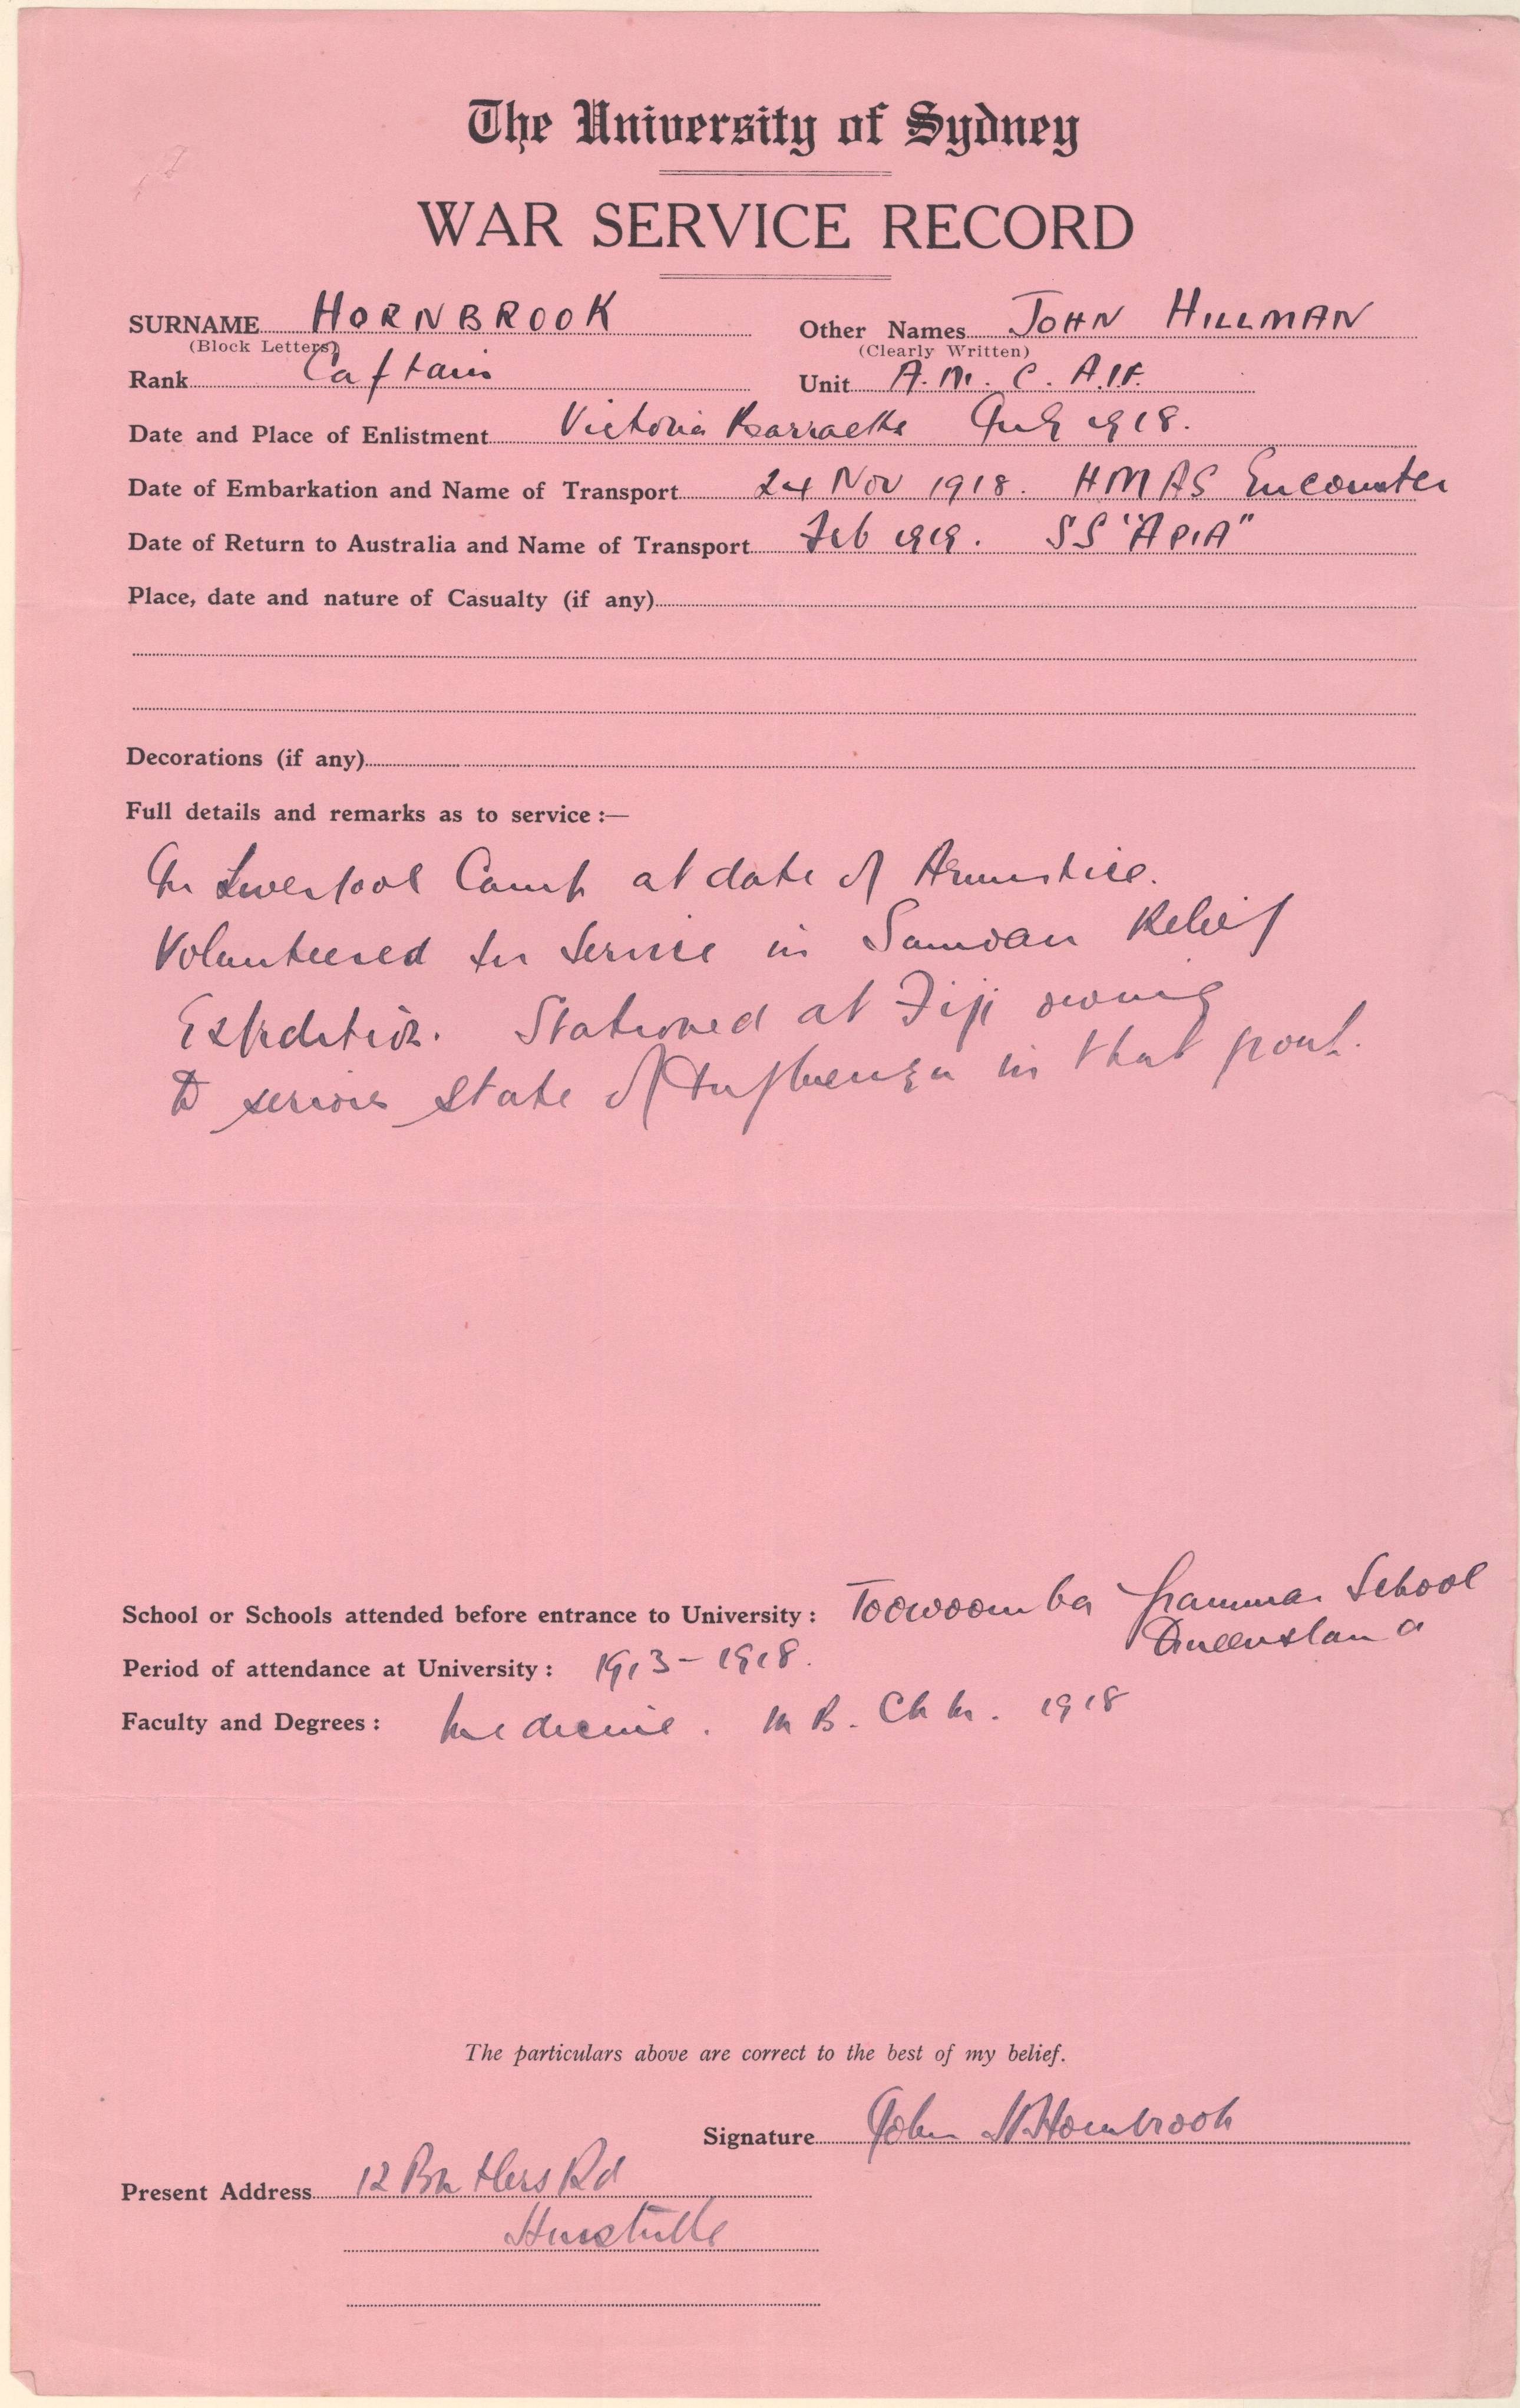 The University of Sydney
WAR SERVICE RECORD
SURNAME HORNBROOK Other Names JOHN HILLMAN
(Block Letters) (Clearly Written)
Rank Captain Unit A.M.C. A.I.F.
Date and Place of Enlistment Victoria Barracks July 1918.
Date of Embarkation and Name of Transport 24 Nov 1918. HMAS Encounter
Date of Return to Australia and Name of Transport Feb 1919. SS "APIA"
Place, date and nature of Casualty (if any)
Decorations (if any)
Full details and remarks as to service :—
In Liverpool Camp at date of Armistice.
Volunteered for Service in Samoan Relief
Expedition. Stationed at Fiji owing
to serious state of Influenza in that
School or Schools attended before entrance to University : Toowoomba Grammar School
Queensland
Period of attendance at University : 1913-1918.
Faculty and Degrees : Medicine. M B. Ch M. 1918
The particulars above are correct to the best of my belief.
Signature John H Hornbrook
Present Address 12 Butlers Rd
Hurstville